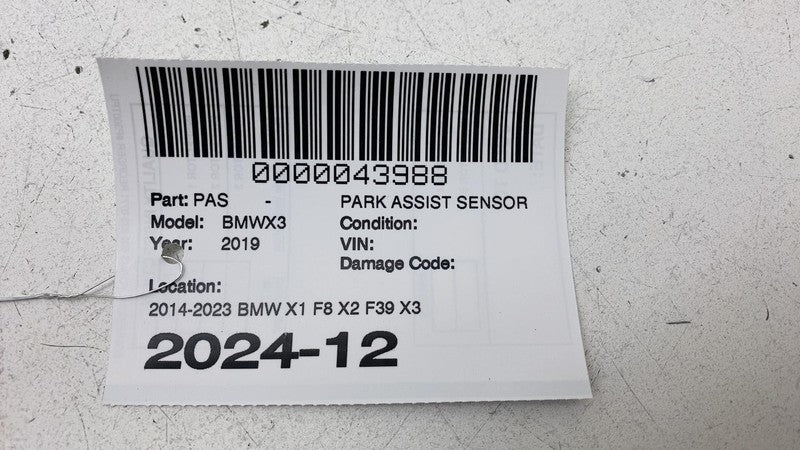 0000043988
Part: PAS - PARK ASSIST SENSOR
Model: BMWX3 Condition:
Year: 2019 VIN:
Damage Code:
Location:
2014-2023 BMW X1 F8 X2 F39 X3
2024-12